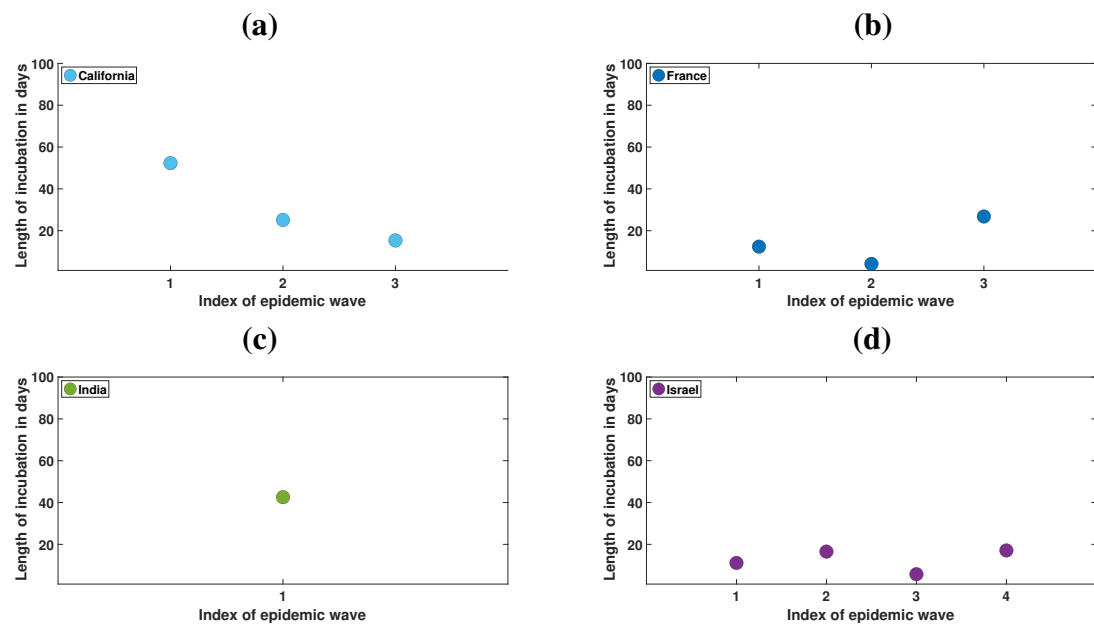 (a)
California
100
80
60
40
20
Length of incubation in days
1 2 3
Index of epidemic wave
(b)
France
100
80
60
40
20
Length of incubation in days
1 2 3
Index of epidemic wave
(c)
India
100
80
60
40
20
Length of incubation in days
1
Index of epidemic wave
(d)
Israel
100
80
60
40
20
Length of incubation in days
1 2 3 4
Index of epidemic wave